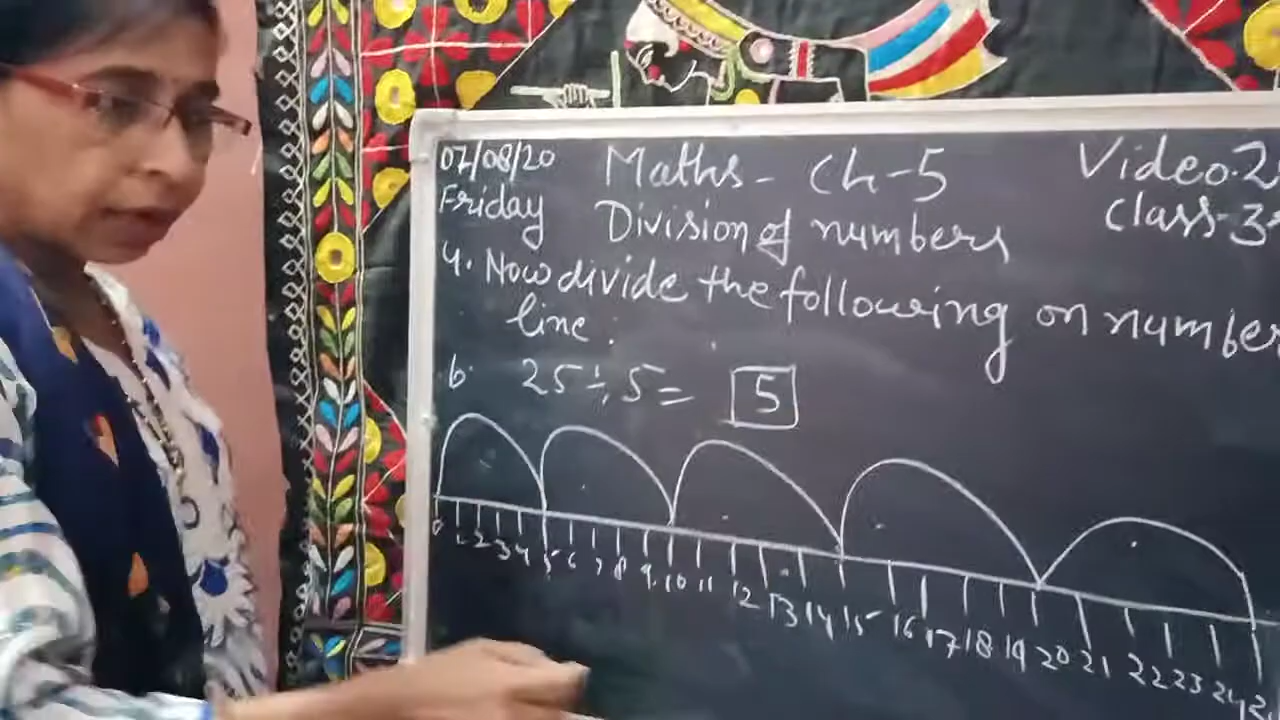 07/08/20 Maths - Ch-5 Video-2
Friday Division of numbers Class-3
4. Now divide the following on number
line :
b. 25÷5= 5
0 1 2 3 4 5 6 7 8 9 10 11 12 13 14 15 16 17 18 19 20 21 22 23 24